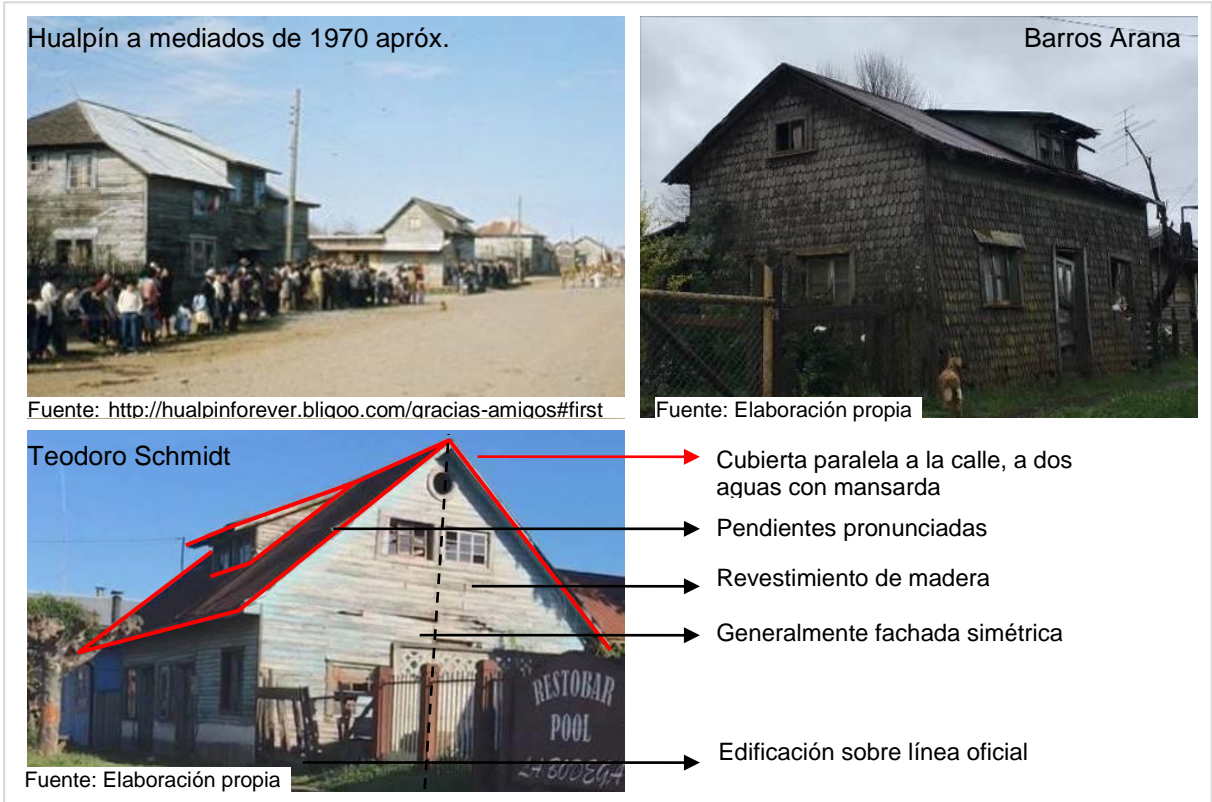 Hualpín a mediados de 1970 apróx.
Barros Arana
Fuente: http://hualpinforever.bligoo.com/gracias-amigos#first
Fuente: Elaboración propia
Teodoro Schmidt
Cubierta paralela a la calle, a dos
aguas con mansarda
Pendientes pronunciadas
Revestimiento de madera
Generalmente fachada simétrica
RESTOBAR
POOL
LA BODEGA
Edificación sobre línea oficial
Fuente: Elaboración propia